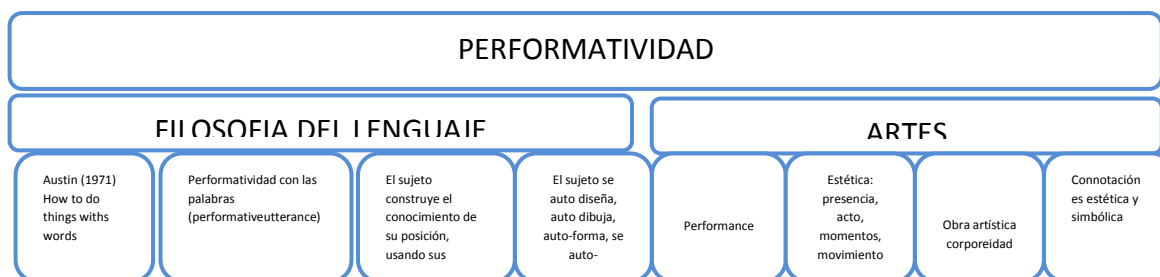 PERFORMATIVIDAD
FILOSOFIA DEL LENGUAJE
ARTES
Austin (1971)
How to do
things withs
words
Performatividad con las
palabras
(performativeutterance)
El sujeto
construye el
conocimiento de
su posición,
usando sus
El sujeto se
auto diseña,
auto dibuja,
auto-forma, se
auto-
Performance
Estética:
presencia,
acto,
momentos,
movimiento
Obra artística
corporeidad
Connotación
es estética y
simbólica